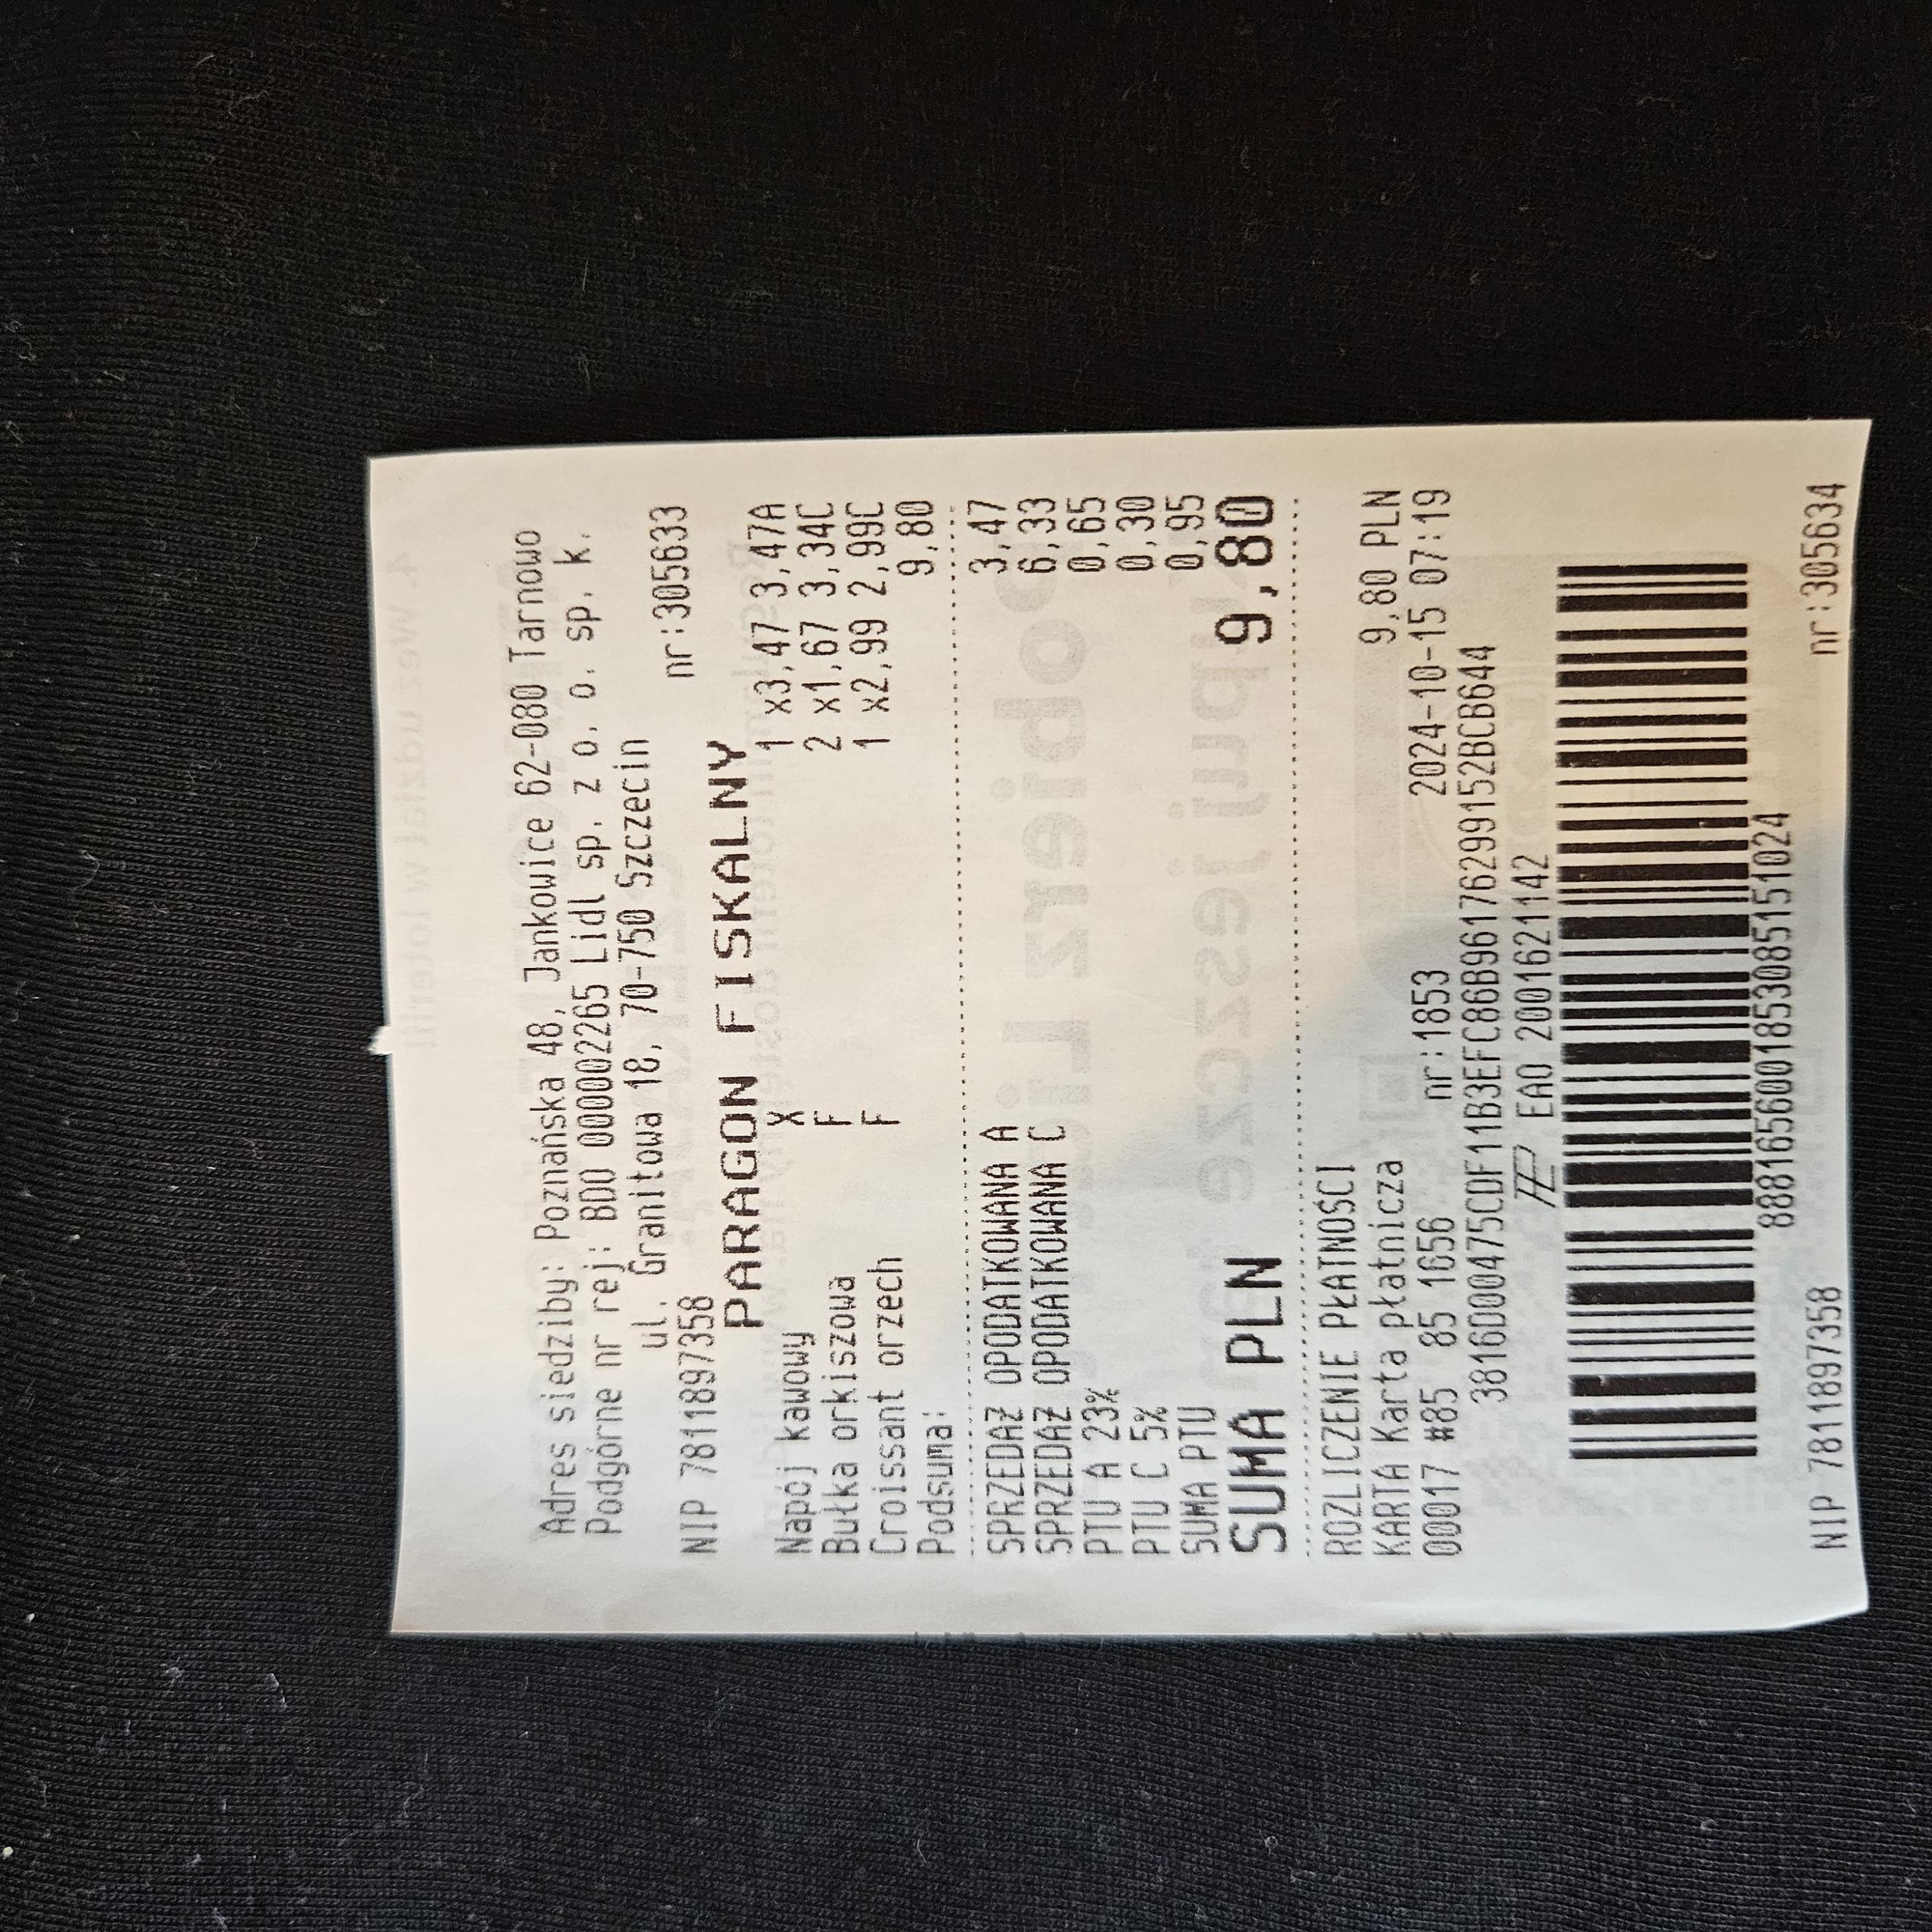 4. Weź udział w loterii!
Adres siedziby: Poznańska 48, Jankowice 62-080 Tarnowo
Podgórne nr rej: BDO 000002265 Lidl sp. z o. o. sp. k.
ul. Granitowa 18, 70-750 Szczecin
NIP 7811897358 nr:305633
PARAGON FISKALNY
Napój kawowy X 1 x3,47 3,47A
Bułka orkiszowa F 2 x1,67 3,34C
Croissant orzech F 1 x2,99 2,99C
Podsuma: 9,80
SPRZEDAŻ OPODATKOWANA A 3,47
SPRZEDAŻ OPODATKOWANA C 6,33
PTU A 23% 0,65
PTU C 5% 0,30
SUMA PTU 0,95
SUMA PLN 9,80
ROZLICZENIE PŁATNOŚCI
KARTA Karta płatnicza 9,80 PLN
00017 #85 85 1656 nr:1853 2024-10-15 07:19
3816D00475CDF11B3EFC86B96176299152BCB644
EAO 2001621142
8881656001853085151024
NIP 7811897358 nr:305634